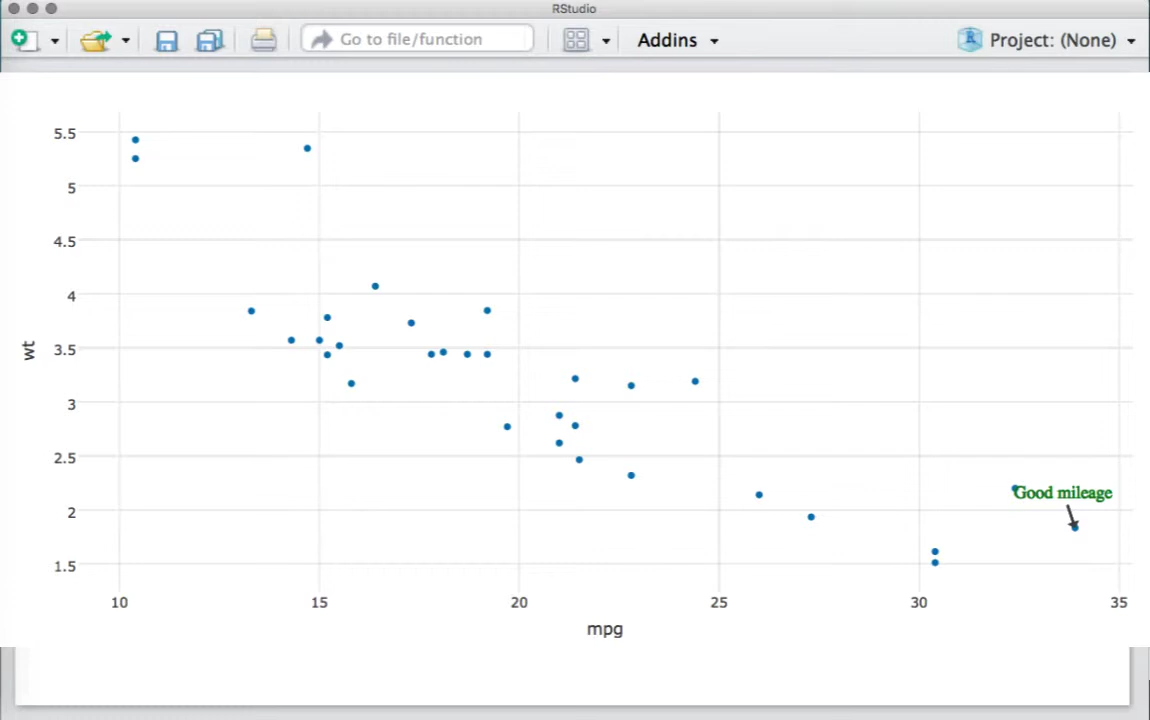 RStudio
Go to file/function
Addins
Project: (None)
5.5
5
4.5
4
3.5
3
2.5
2
1.5
wt
Good mileage
10 15 20 25 30 35
mpg